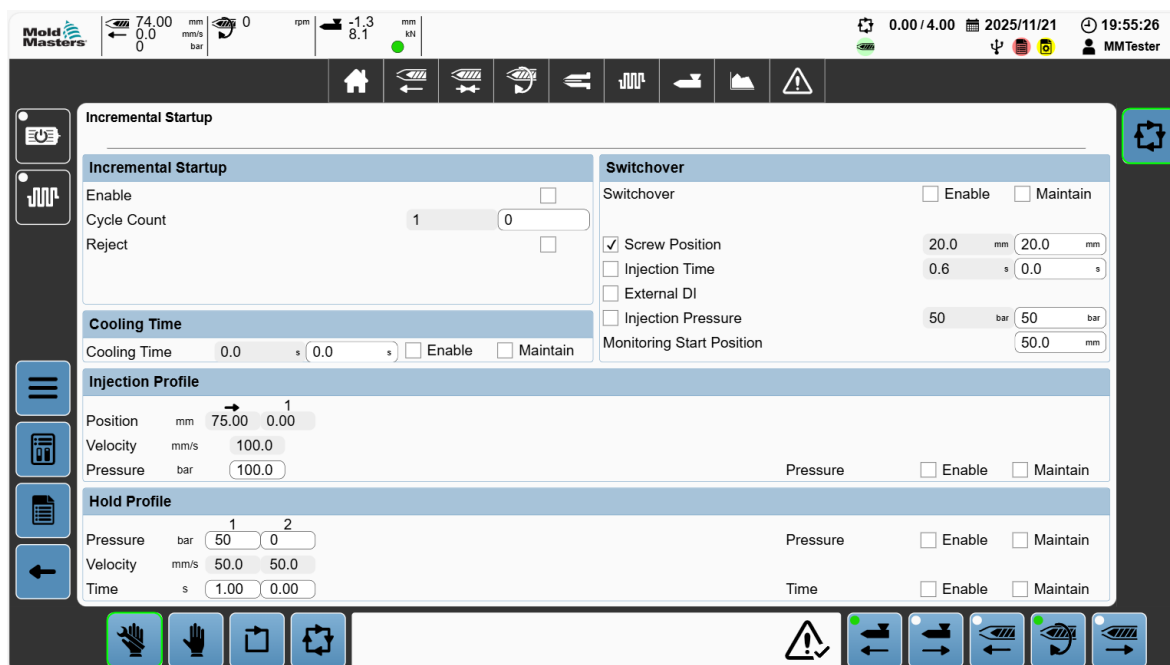 Mold Masters 74.00 mm 0 rpm -1.3 mm 0.00 / 4.00 2025/11/21 19:55:26
0.0 mm/s 8.1 kN
0 bar MMTester
Incremental Startup
Incremental Startup
Enable
Cycle Count 1 0
Reject
Switchover
Switchover Enable Maintain
Screw Position 20.0 mm 20.0 mm
Injection Time 0.6 s 0.0 s
External DI
Injection Pressure 50 bar 50 bar
Monitoring Start Position 50.0 mm
Cooling Time
Cooling Time 0.0 s 0.0 s Enable Maintain
Injection Profile
1
Position mm 75.00 0.00
Velocity mm/s 100.0
Pressure bar 100.0 Pressure Enable Maintain
Hold Profile
1 2
Pressure bar 50 0 Pressure Enable Maintain
Velocity mm/s 50.0 50.0
Time s 1.00 0.00 Time Enable Maintain